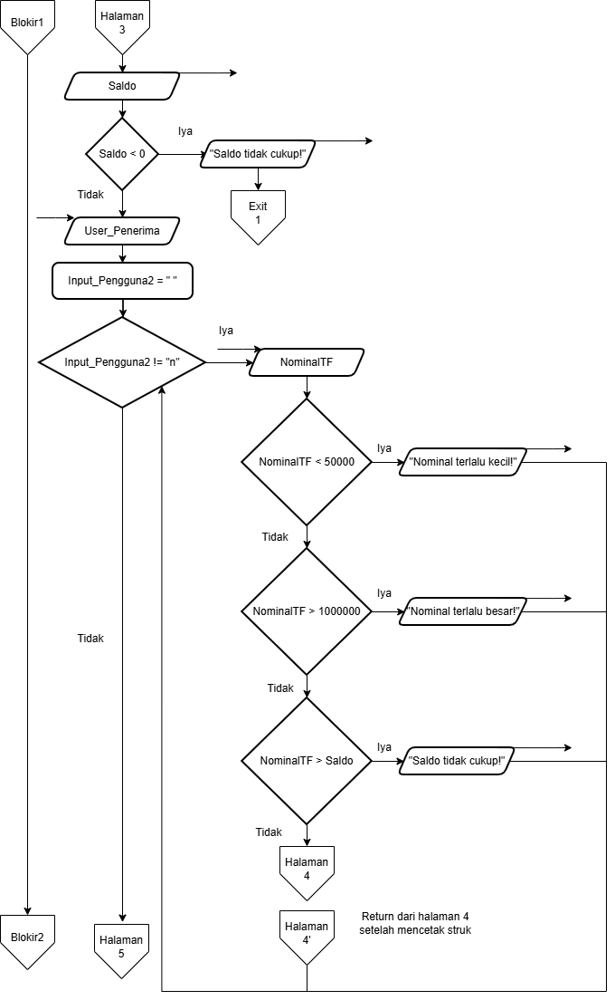 Blokir1
Halaman
3
Saldo
Iya
Saldo < 0
"Saldo tidak cukup!"
Tidak
Exit
1
User_Penerima
Input_Pengguna2 = " "
Iya
Input_Pengguna2 != "n"
NominalTF
Iya
NominalTF < 50000
"Nominal terlalu kecil!"
Tidak
Iya
NominalTF > 1000000
"Nominal terlalu besar!"
Tidak
Tidak
Iya
NominalTF > Saldo
"Saldo tidak cukup!"
Tidak
Halaman
4
Blokir2
Halaman
5
Halaman
4'
Return dari halaman 4
setelah mencetak struk